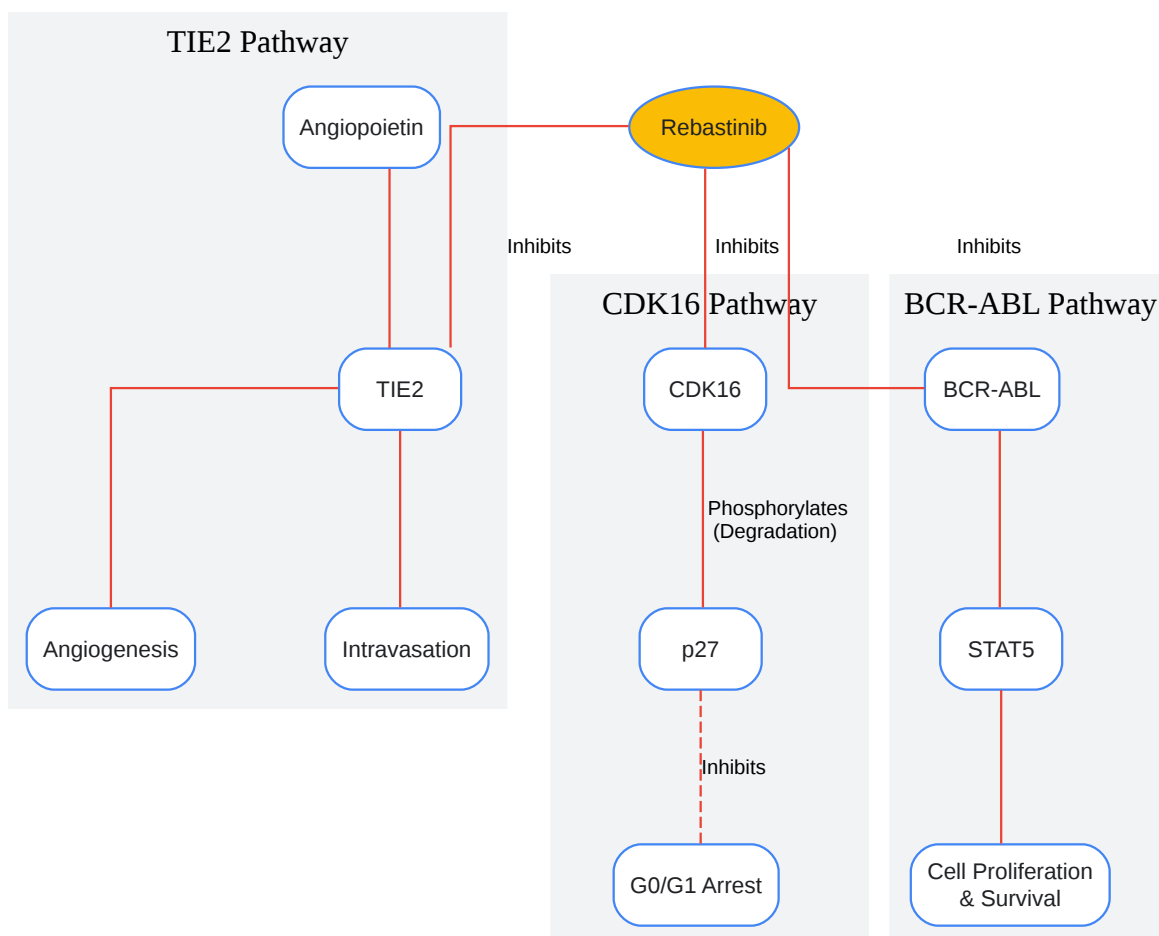 TIE2 Pathway
Angiopoietin
Rebastinib
Inhibits
Inhibits
Inhibits
CDK16 Pathway
BCR-ABL Pathway
TIE2
CDK16
BCR-ABL
Phosphorylates
(Degradation)
Angiogenesis
Intravasation
p27
STAT5
Inhibits
G0/G1 Arrest
Cell Proliferation
& Survival